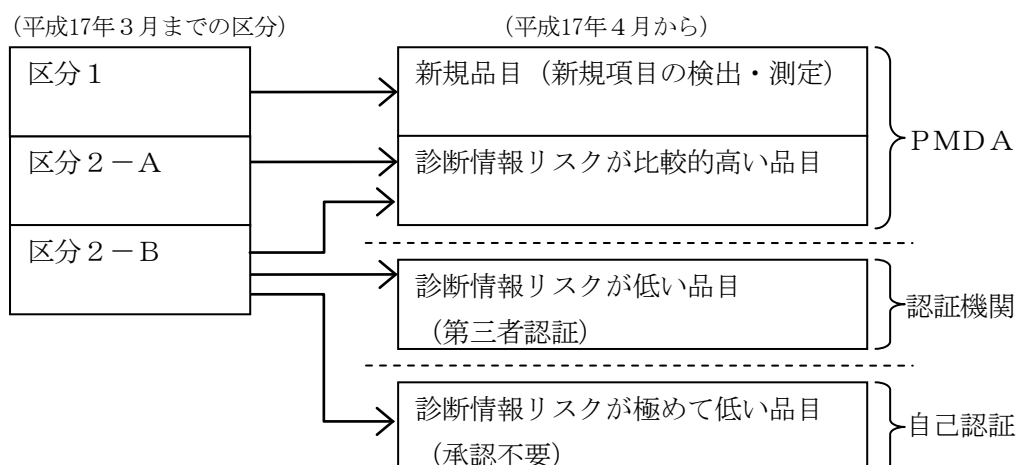 (平成17年３月までの区分)
(平成17年４月から)
区分１
新規品目（新規項目の検出・測定）
ＰＭＤＡ
区分２－Ａ
診断情報リスクが比較的高い品目
区分２－Ｂ
診断情報リスクが低い品目
（第三者認証）
認証機関
診断情報リスクが極めて低い品目
（承認不要）
自己認証